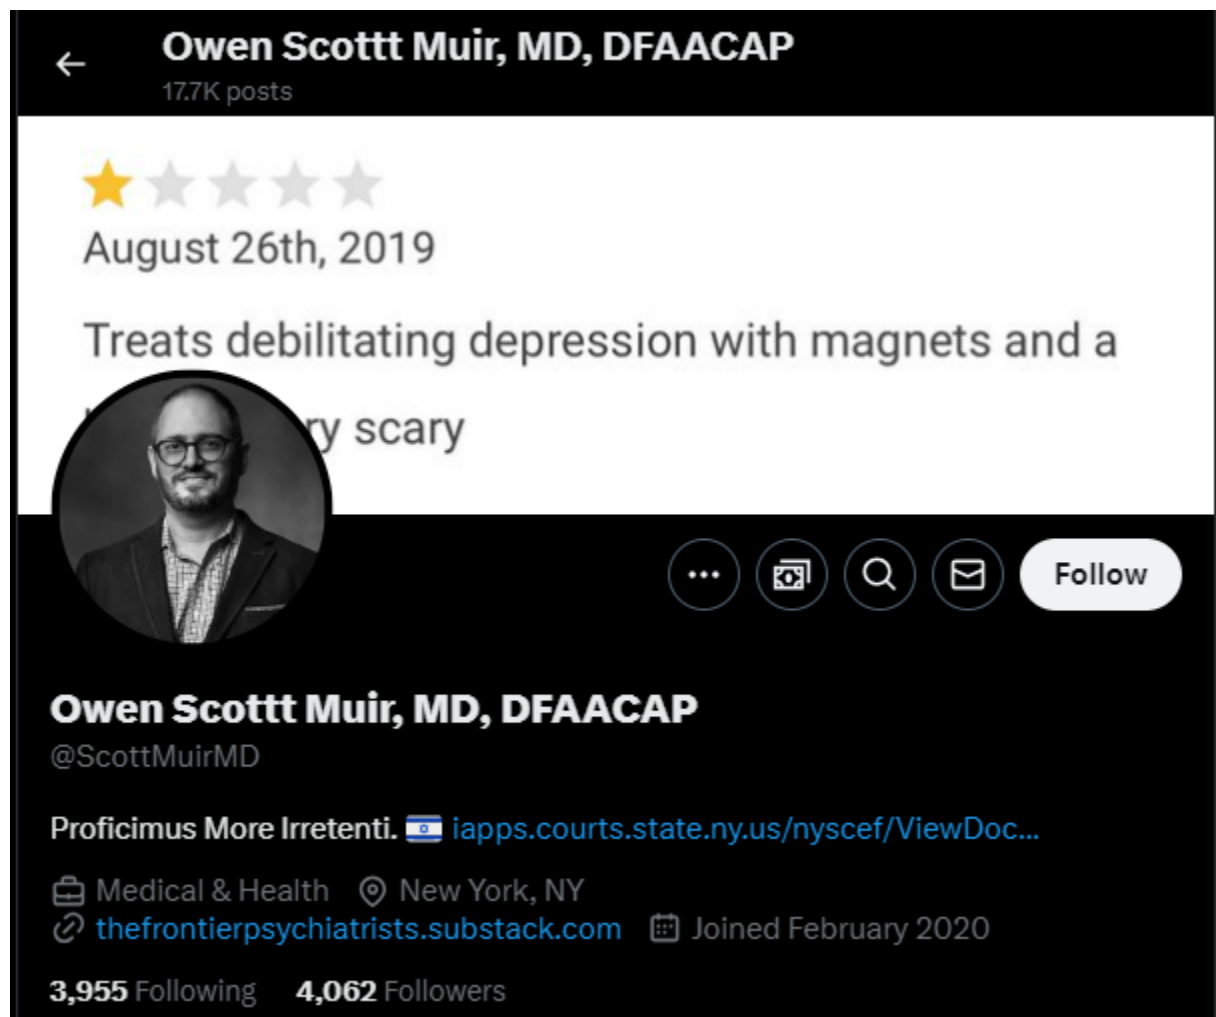 Owen Scottt Muir, MD, DFAACAP
17.7K posts
August 26th, 2019
Treats debilitating depression with magnets and a
scary
Follow
Owen Scottt Muir, MD, DFAACAP
@ScottMuirMD
Proficimus More Irretenti. 🇮🇱 iapps.courts.state.ny.us/nyscef/ViewDoc...
Medical & Health New York, NY
thefrontierpsychiatrists.substack.com Joined February 2020
3,955 Following 4,062 Followers